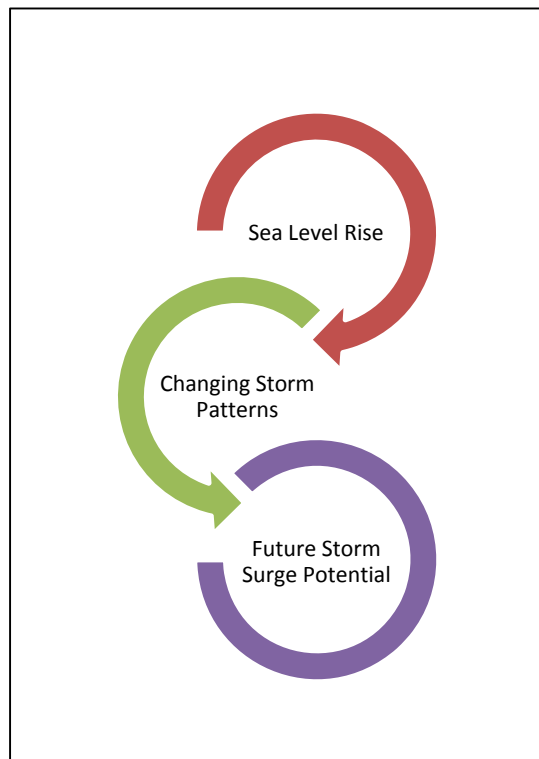 Sea Level Rise
Changing Storm
Patterns
Future Storm
Surge Potential